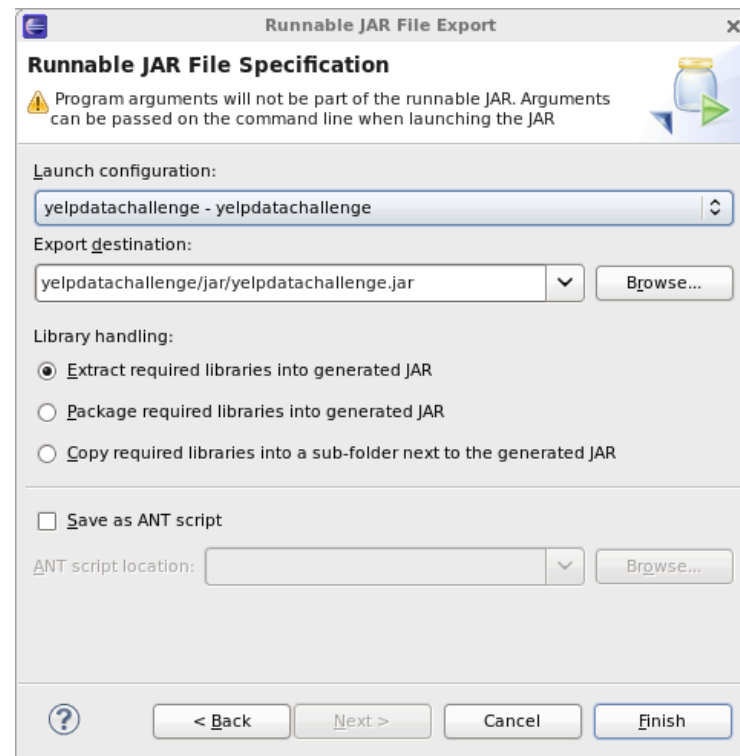 Runnable JAR File Export
Runnable JAR File Specification
Program arguments will not be part of the runnable JAR. Arguments
can be passed on the command line when launching the JAR
Launch configuration:
yelpdatachallenge - yelpdatachallenge
Export destination:
yelpdatachallenge/jar/yelpdatachallenge.jar
Browse...
Library handling:
Extract required libraries into generated JAR
Package required libraries into generated JAR
Copy required libraries into a sub-folder next to the generated JAR
Save as ANT script
ANT script location:
Browse...
< Back
Next >
Cancel
Finish